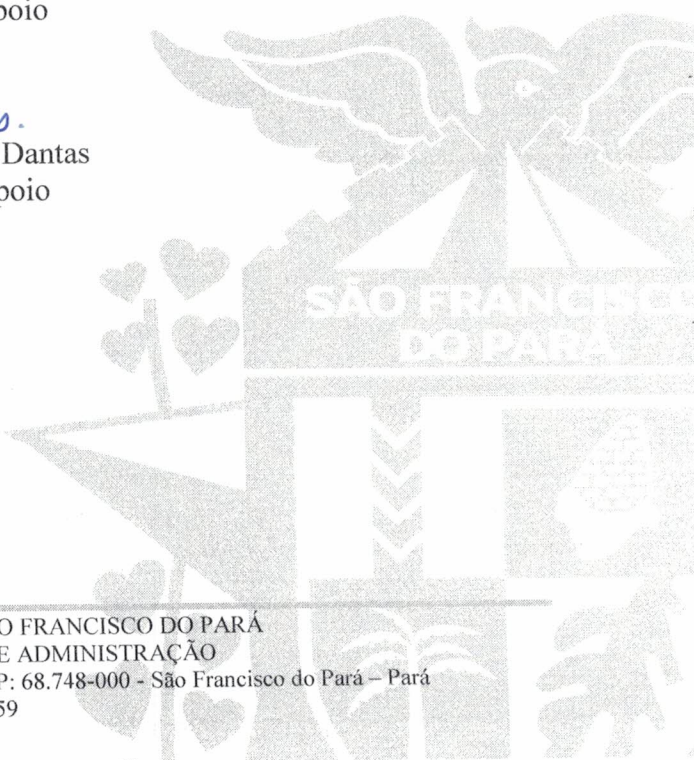 poio
s.
Dantas
poio
SÃO FRANCISCO
DO PARÁ
O FRANCISCO DO PARÁ
E ADMINISTRAÇÃO
P: 68.748-000 - São Francisco do Pará – Pará
59